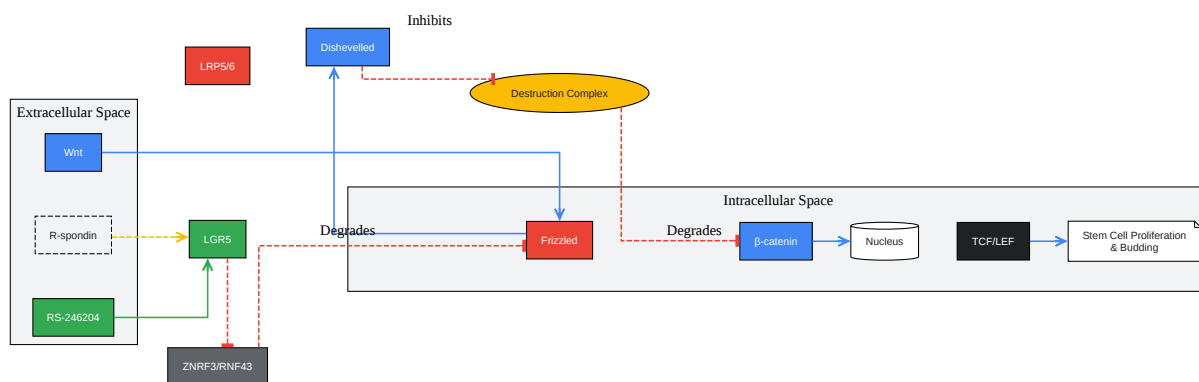 Inhibits
Dishevelled
LRP5/6
Destruction Complex
Extracellular Space
Wnt
Intracellular Space
R-spondin
LGR5
Degrades
Frizzled
Degrades
β-catenin
Nucleus
TCF/LEF
Stem Cell Proliferation
& Budding
RS-246204
ZNRF3/RNF43